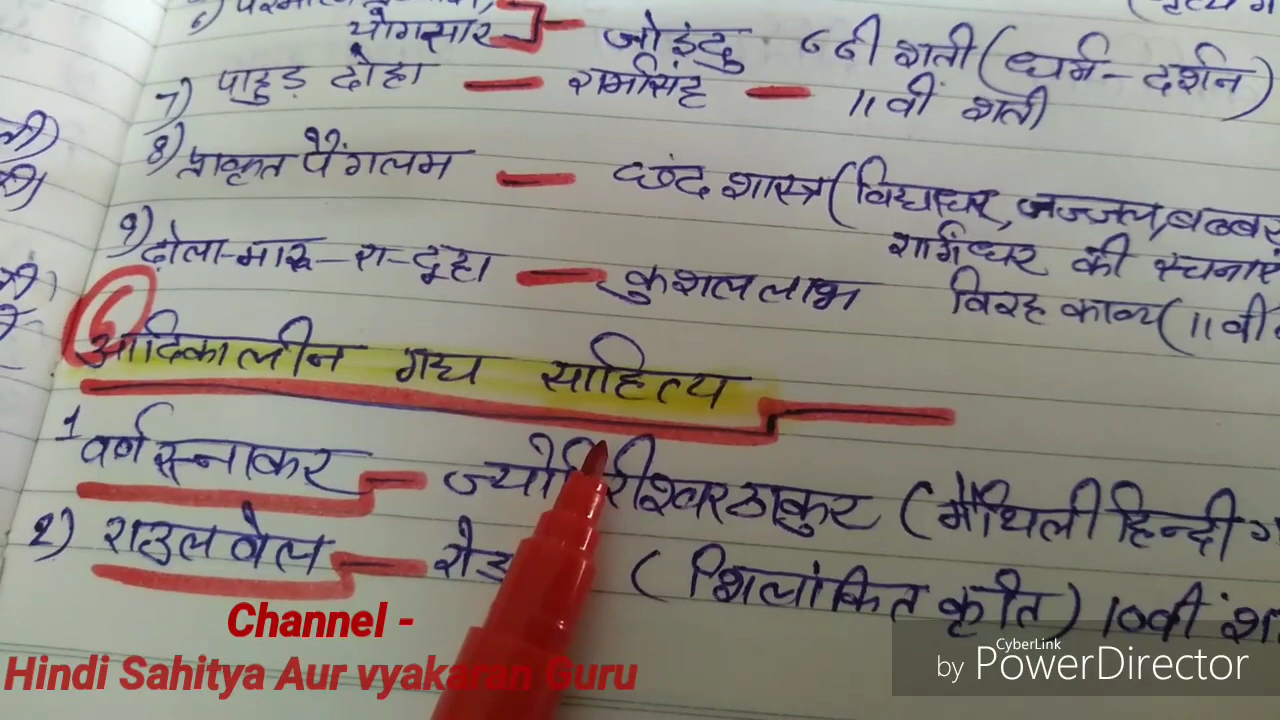 योगसार - जोइंदु ६वी शती (धर्म-दर्शन)
7) पाहुड़ दोहा - रामसिंह - 11वीं शती
8) प्राकृत पैंगलम - छंद शास्त्र (विद्याधर, जज्जल, बब्बर
शार्गंधर की रचनाएं
9) ढोला-मारू-रा-दूहा - कुशललाभ विरह काव्य (11वीं
6 आदिकालीन गद्य साहित्य
1 वर्णरत्नाकर - ज्योतिरीश्वर ठाकुर (मैथिली हिन्दी ग
2) राउलवेल - रोड (शिलांकित कृति) 10वीं श
Channel -
Hindi Sahitya Aur vyakaran Guru
CyberLink
by PowerDirector